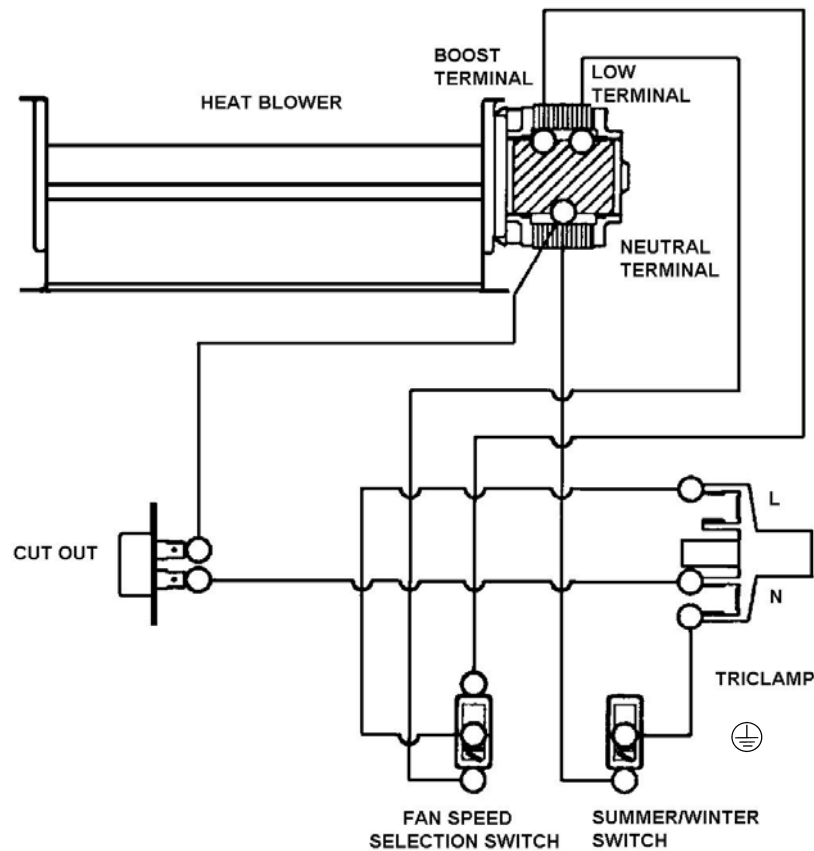 BOOST
TERMINAL
LOW
TERMINAL
HEAT BLOWER
NEUTRAL
TERMINAL
L
CUT OUT
N
TRICLAMP
FAN SPEED
SELECTION SWITCH
SUMMER/WINTER
SWITCH